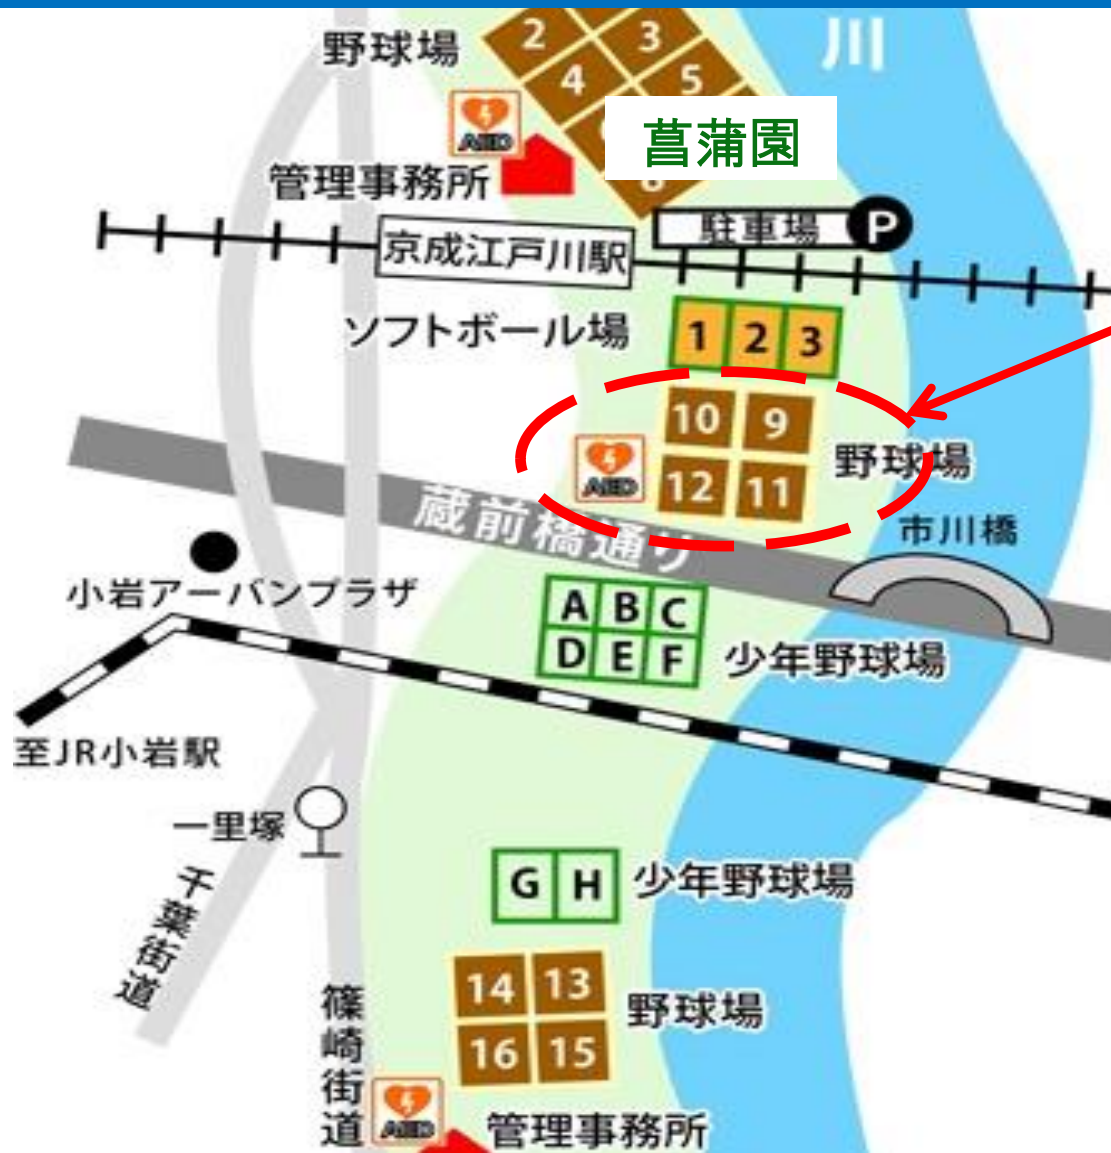 川
野球場
2
3
4
5
菖蒲園
8
AED
管理事務所
駐車場
P
京成江戸川駅
ソフトボール場
1
2
3
10
9
12
11
野球場
AED
蔵前橋通り
市川橋
小岩アーバンプラザ
A B C
D E F
少年野球場
至JR小岩駅
一里塚
千葉街道
G H
少年野球場
14
13
16
15
野球場
篠崎街道
AED
管理事務所